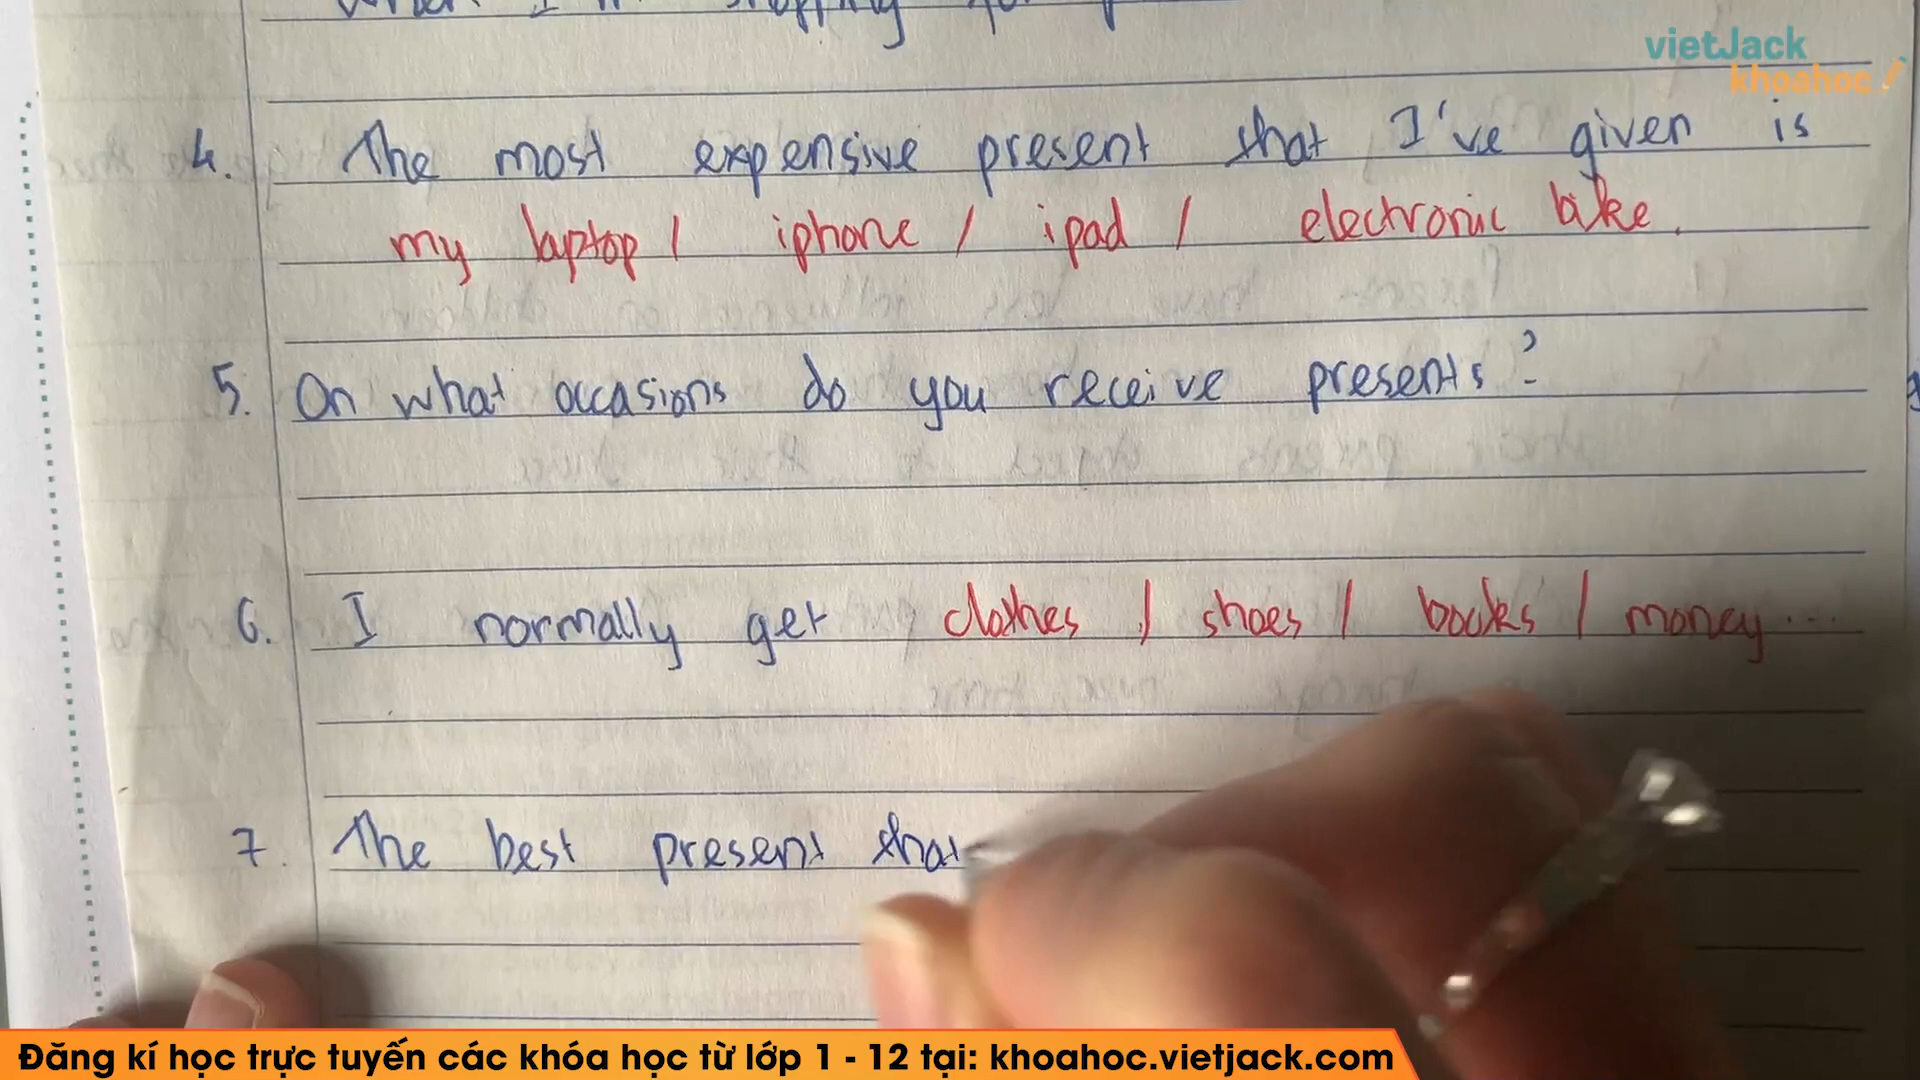 vietJack
khoahoc
4. The most expensive present that I've given is
my laptop / iphone / ipad / electronic bike.
5. On what occasions do you receive presents?
6. I normally get clothes / shoes / books / money...
7. The best present that
Đăng kí học trực tuyến các khóa học từ lớp 1 - 12 tại: khoahoc.vietjack.com